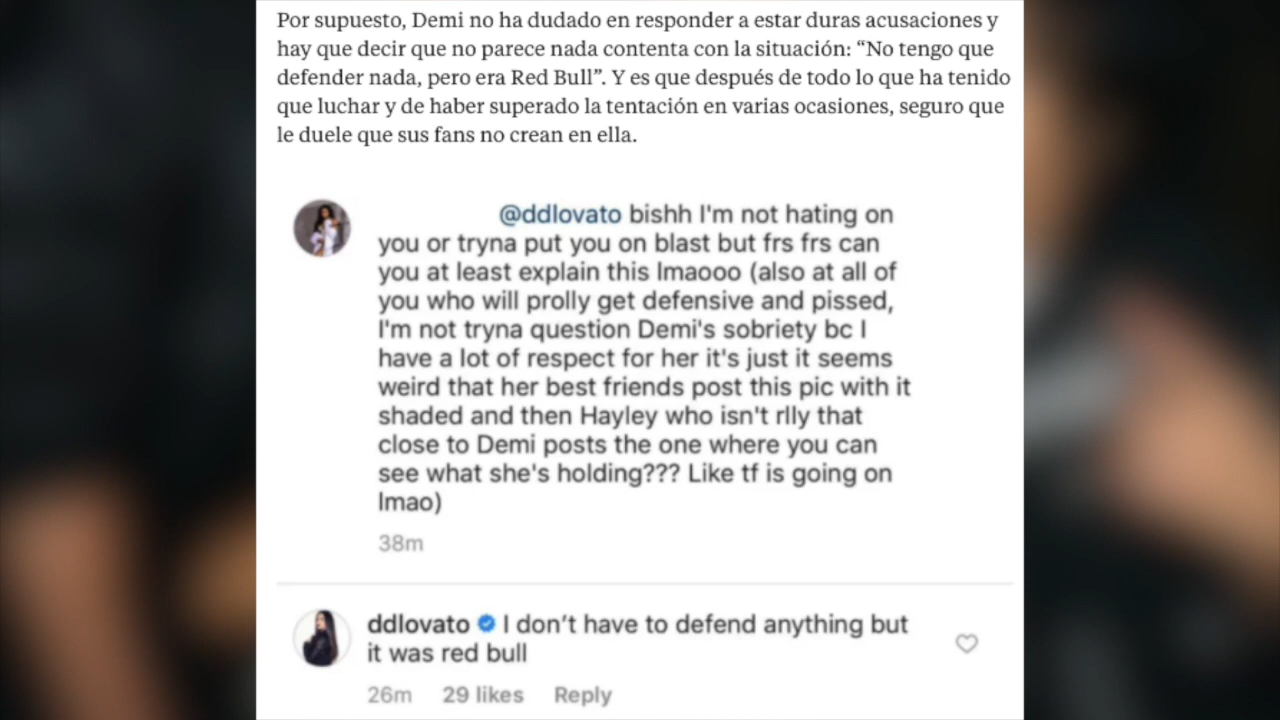 Por supuesto, Demi no ha dudado en responder a estar duras acusaciones y
hay que decir que no parece nada contenta con la situación: “No tengo que
defender nada, pero era Red Bull”. Y es que después de todo lo que ha tenido
que luchar y de haber superado la tentación en varias ocasiones, seguro que
le duele que sus fans no crean en ella.
@ddlovato bishh I'm not hating on
you or tryna put you on blast but frs frs can
you at least explain this lmaooo (also at all of
you who will prolly get defensive and pissed,
I'm not tryna question Demi's sobriety bc I
have a lot of respect for her it's just it seems
weird that her best friends post this pic with it
shaded and then Hayley who isn't rlly that
close to Demi posts the one where you can
see what she's holding??? Like tf is going on
lmao)
38m
ddlovato I don’t have to defend anything but
it was red bull
26m 29 likes Reply